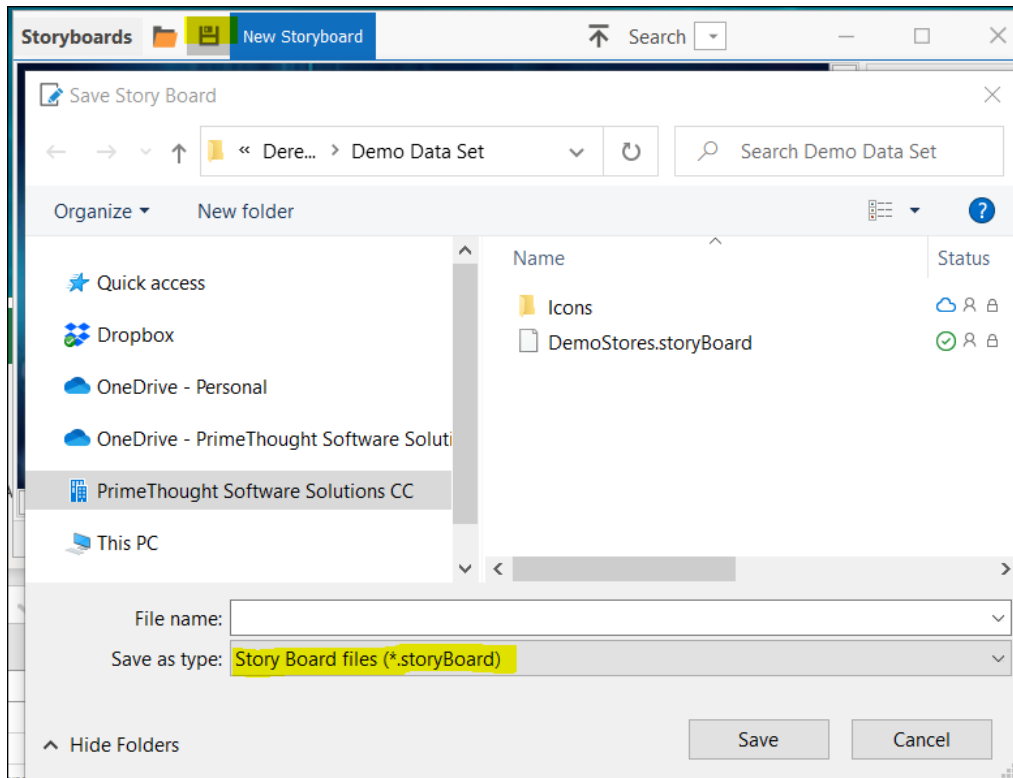 Storyboards New Storyboard Search
Save Story Board
« Dere... > Demo Data Set Search Demo Data Set
Organize New folder
Name Status
Quick access
Icons
Dropbox
DemoStores.storyBoard
OneDrive - Personal
OneDrive - PrimeThought Software Soluti
PrimeThought Software Solutions CC
This PC
File name:
Save as type: Story Board files (*.storyBoard)
Hide Folders Save Cancel